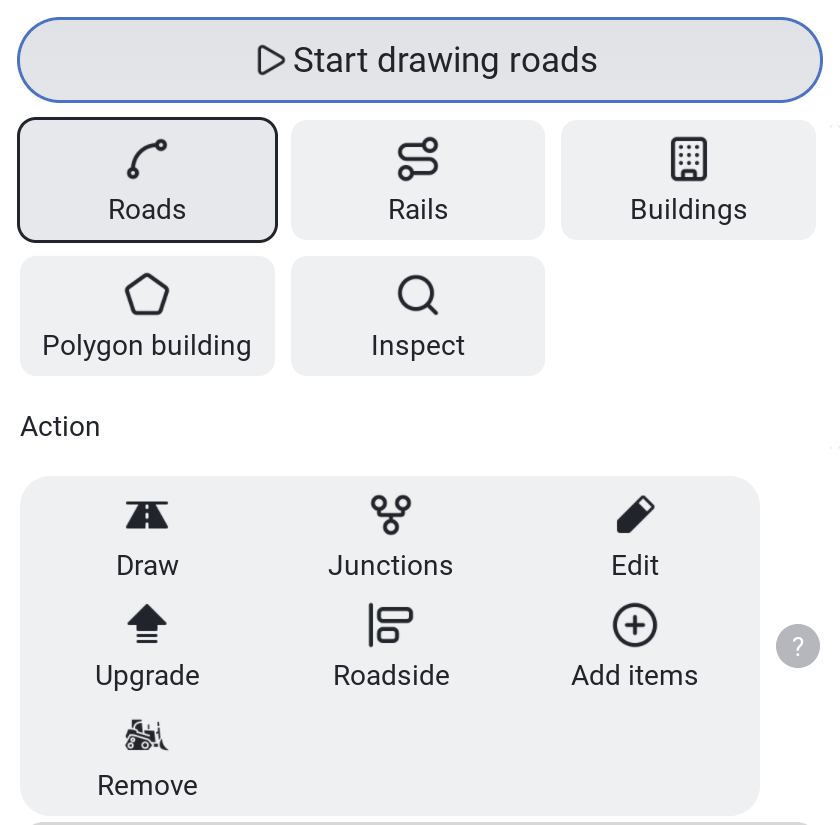 Start drawing roads
Roads
Rails
Buildings
Polygon building
Inspect
Action
Draw
Junctions
Edit
Upgrade
Roadside
Add items
?
Remove